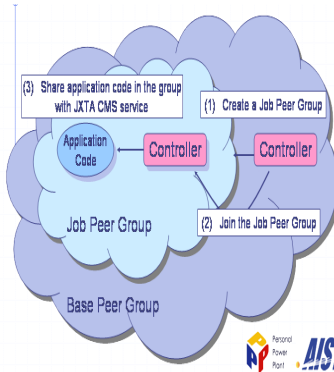 (3) Share application code in the group
with JXTA CMS service
(1) Create a Job Peer Group
Application
Code
Controller
Controller
(2) Join the Job Peer Group
Job Peer Group
Base Peer Group
Personal
Power
Plant